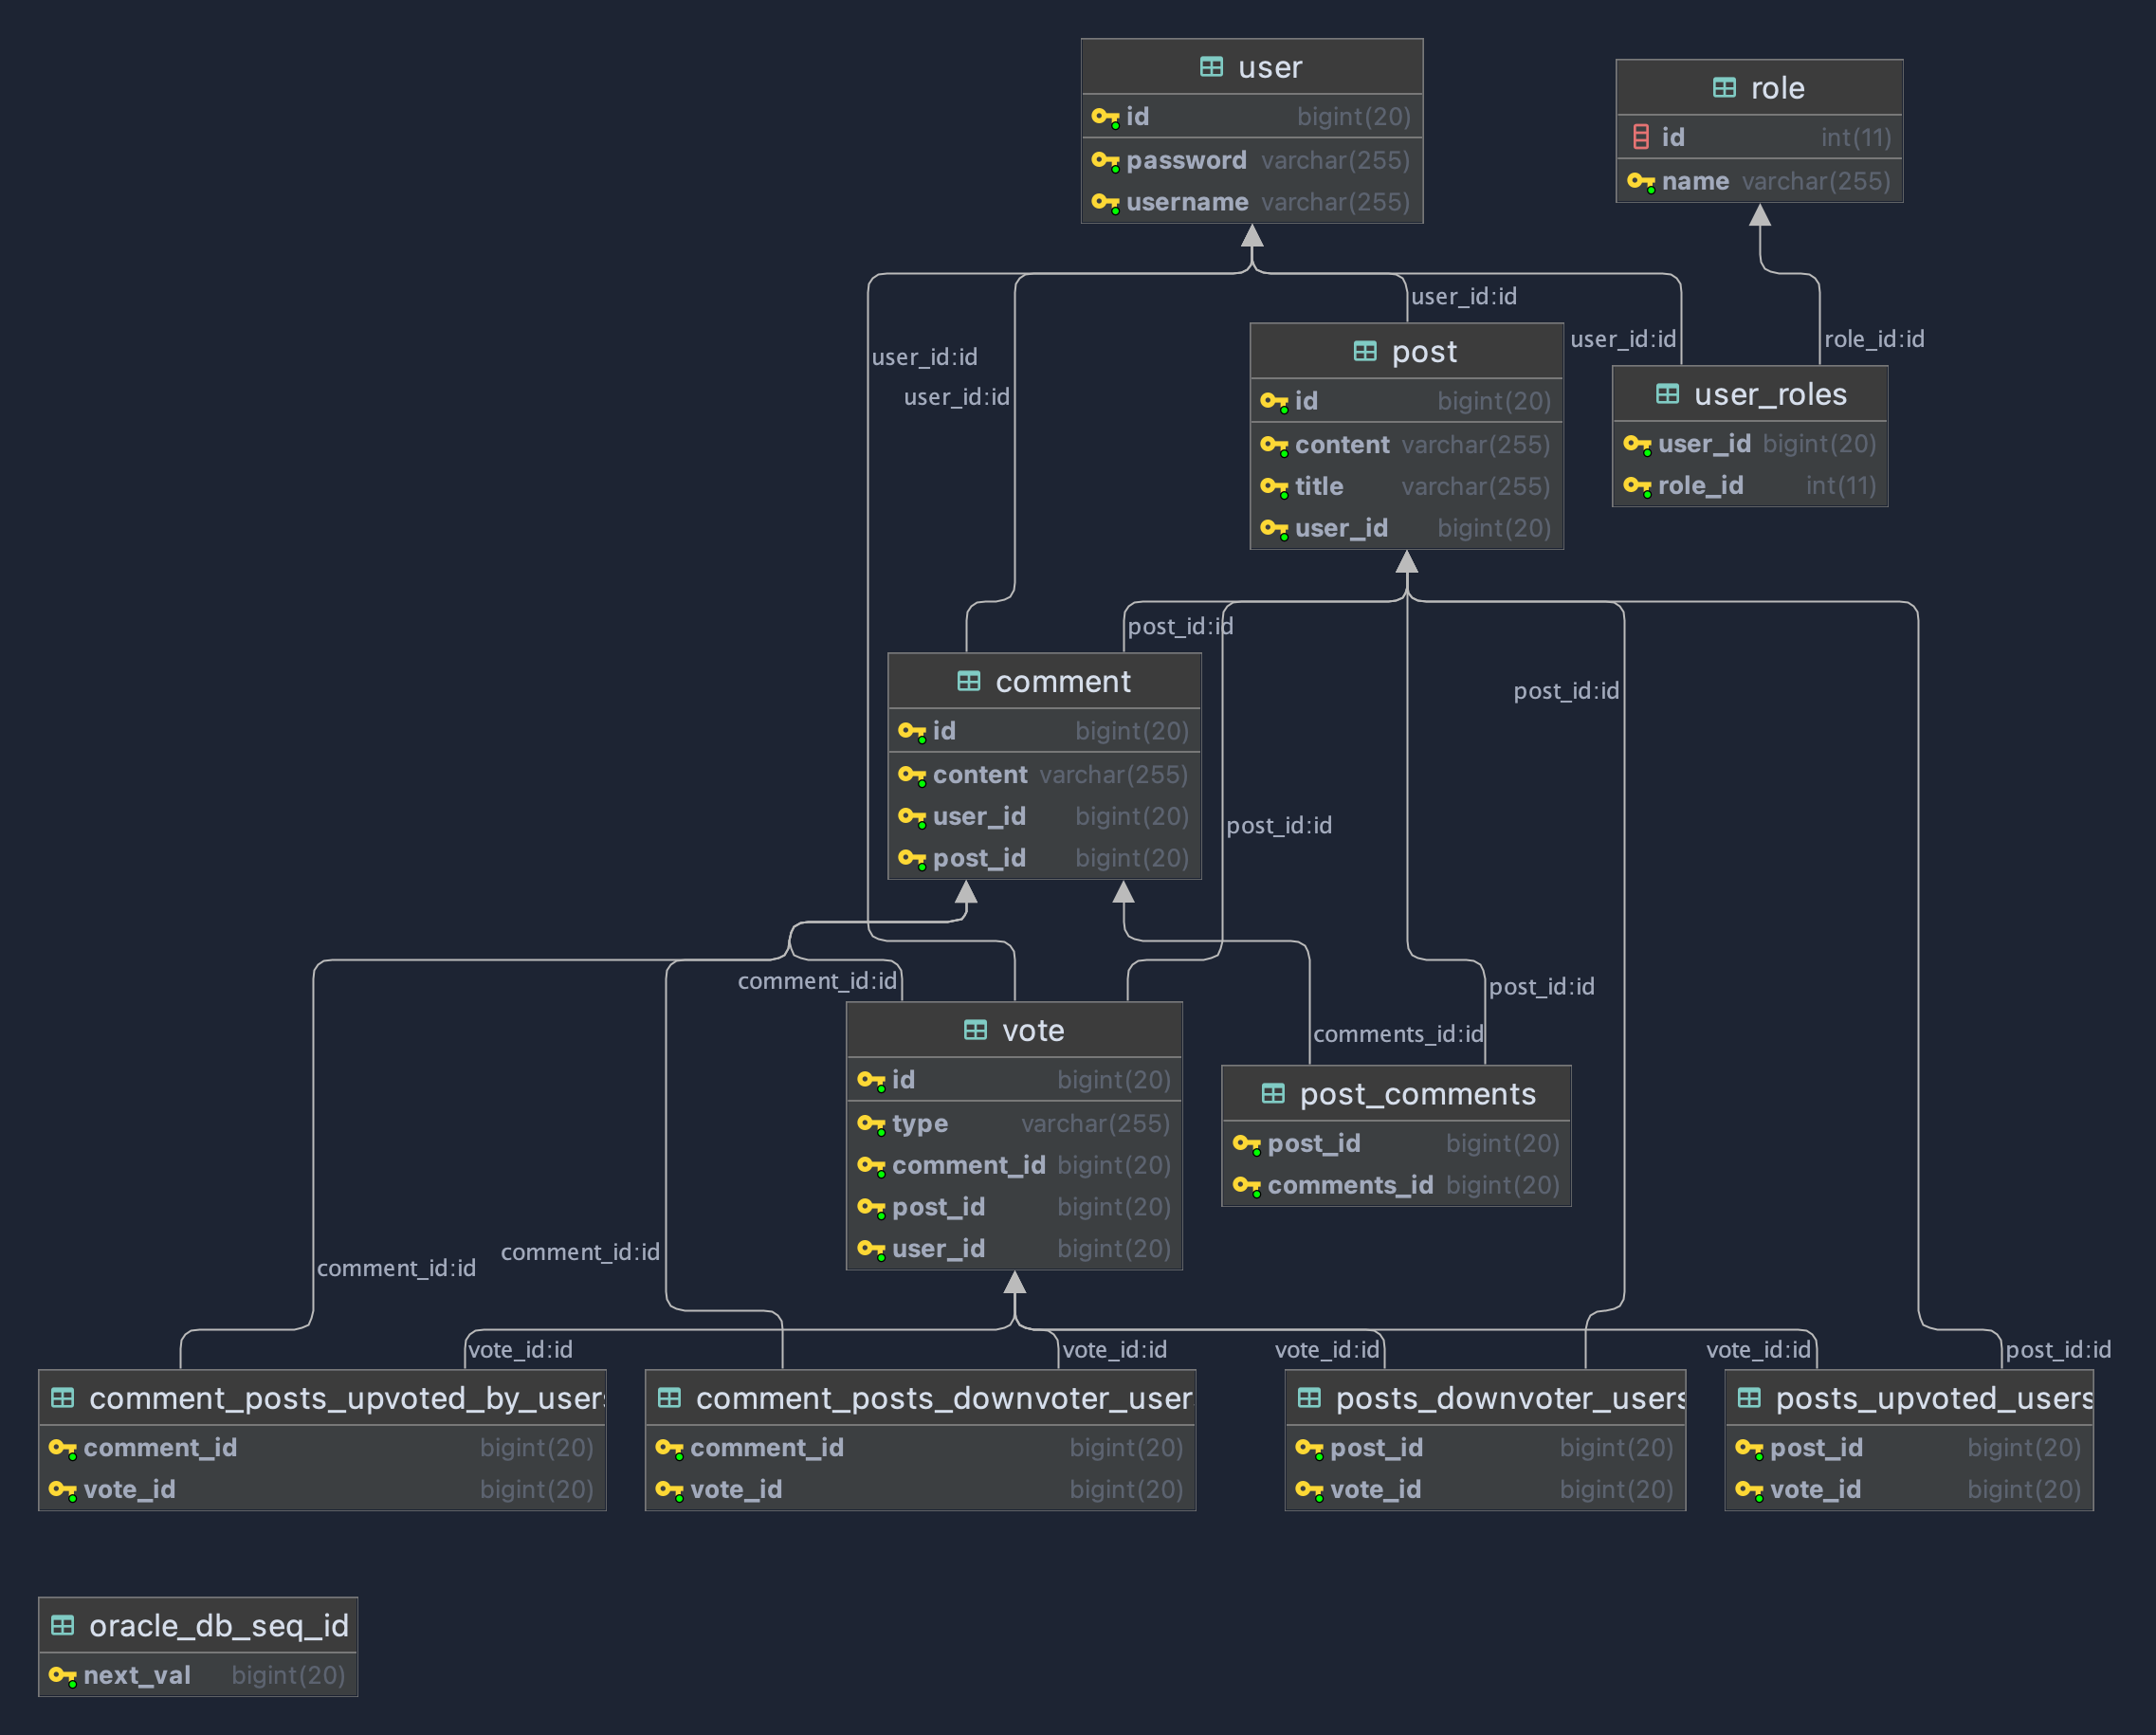 user
id bigint(20)
password varchar(255)
username varchar(255)
role
id int(11)
name varchar(255)
user_id:id
user_id:id
role_id:id
user_id:id
user_id:id
post
id bigint(20)
content varchar(255)
title varchar(255)
user_id bigint(20)
user_roles
user_id bigint(20)
role_id int(11)
post_id:id
post_id:id
comment
id bigint(20)
content varchar(255)
user_id bigint(20)
post_id bigint(20)
post_id:id
comment_id:id
post_id:id
comments_id:id
vote
id bigint(20)
type varchar(255)
comment_id bigint(20)
post_id bigint(20)
user_id bigint(20)
post_comments
post_id bigint(20)
comments_id bigint(20)
comment_id:id
comment_id:id
vote_id:id
vote_id:id
vote_id:id
vote_id:id
post_id:id
comment_posts_upvoted_by_users
comment_id bigint(20)
vote_id bigint(20)
comment_posts_downvoter_user
comment_id bigint(20)
vote_id bigint(20)
posts_downvoter_users
post_id bigint(20)
vote_id bigint(20)
posts_upvoted_users
post_id bigint(20)
vote_id bigint(20)
oracle_db_seq_id
next_val bigint(20)